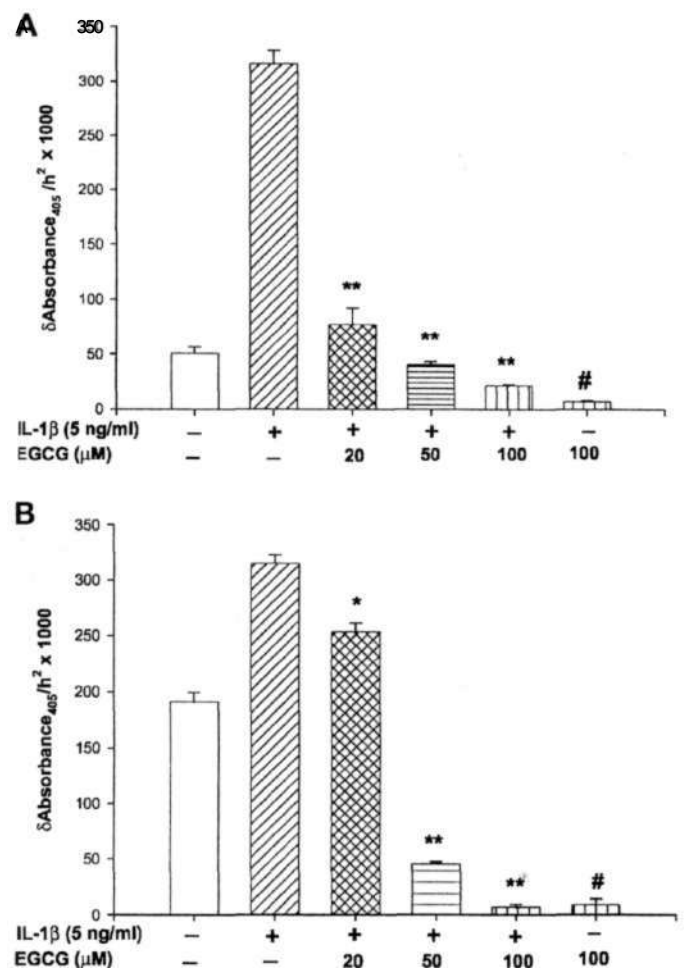 A
δAbsorbance₄₀₅/h² x 1000
350
300
250
200
150
100
50
0
** ** ** #
IL-1β (5 ng/ml) – + + + + –
EGCG (μM) – – 20 50 100 100
B
δAbsorbance₄₀₅/h² x 1000
350
300
250
200
150
100
50
0
* ** ** #
IL-1β (5 ng/ml) – + + + + –
EGCG (μM) – – 20 50 100 100